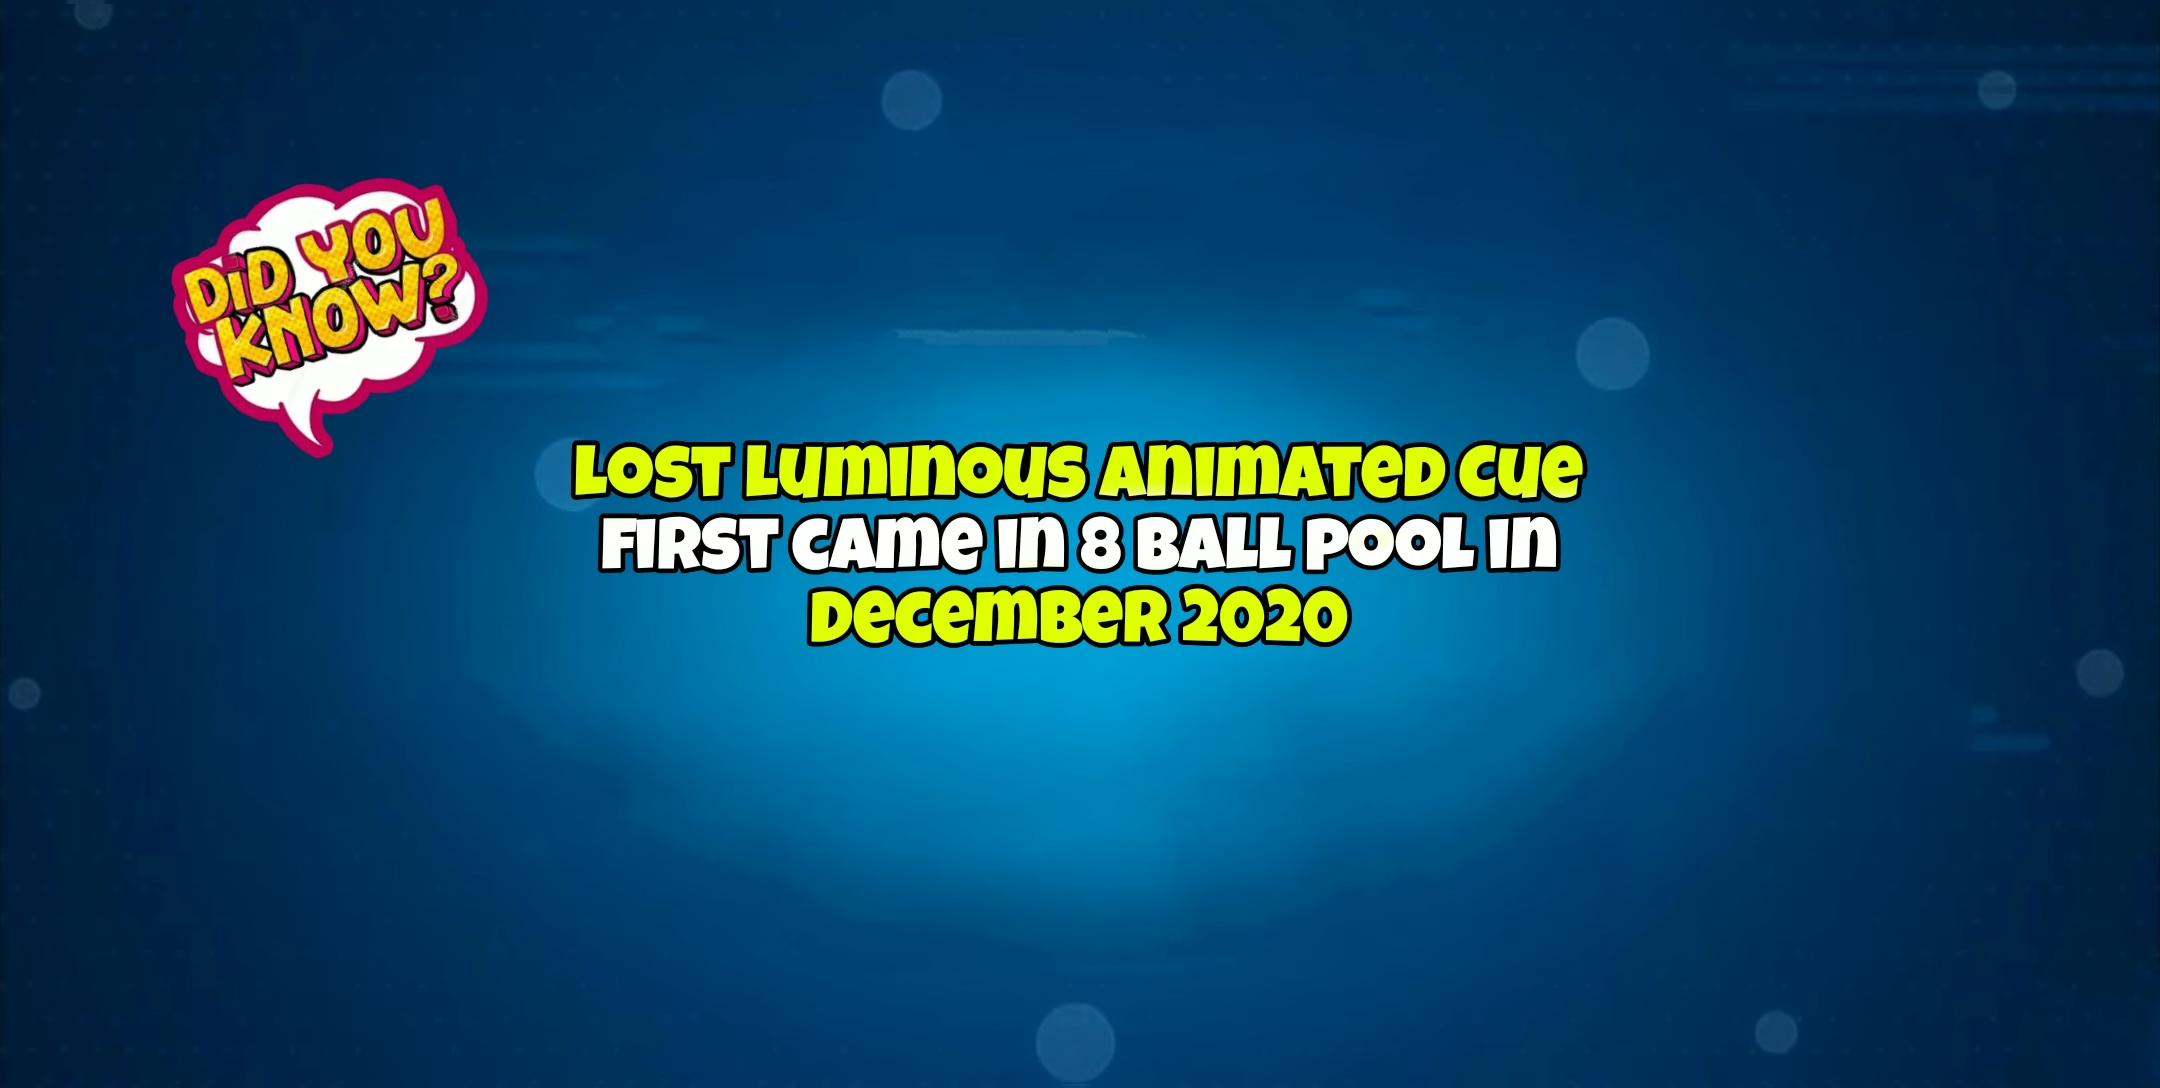 DiD YOU
KNOW?
LOST LUMINOUS ANIMATED CUE
FIRST CAME IN 8 BALL POOL IN
DECEMBER 2020